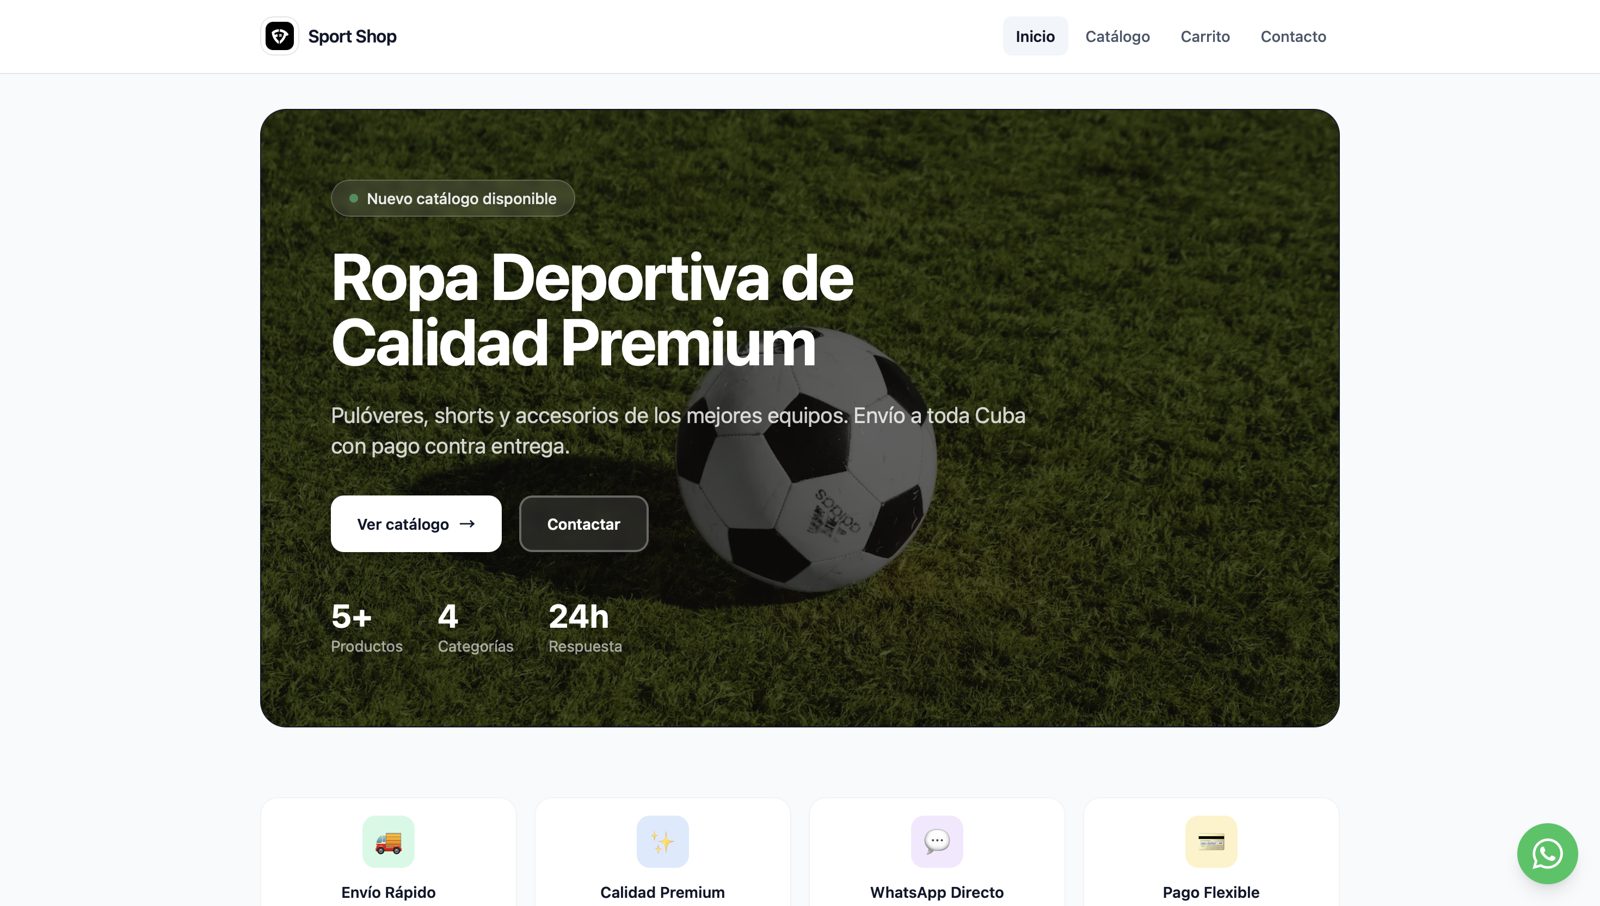 Sport Shop
Inicio
Catálogo
Carrito
Contacto
Nuevo catálogo disponible
Ropa Deportiva de
Calidad Premium
Pulóveres, shorts y accesorios de los mejores equipos. Envío a toda Cuba
con pago contra entrega.
Ver catálogo →
Contactar
adidas
5+
4
24h
Productos
Categorías
Respuesta
Envío Rápido
Calidad Premium
WhatsApp Directo
Pago Flexible